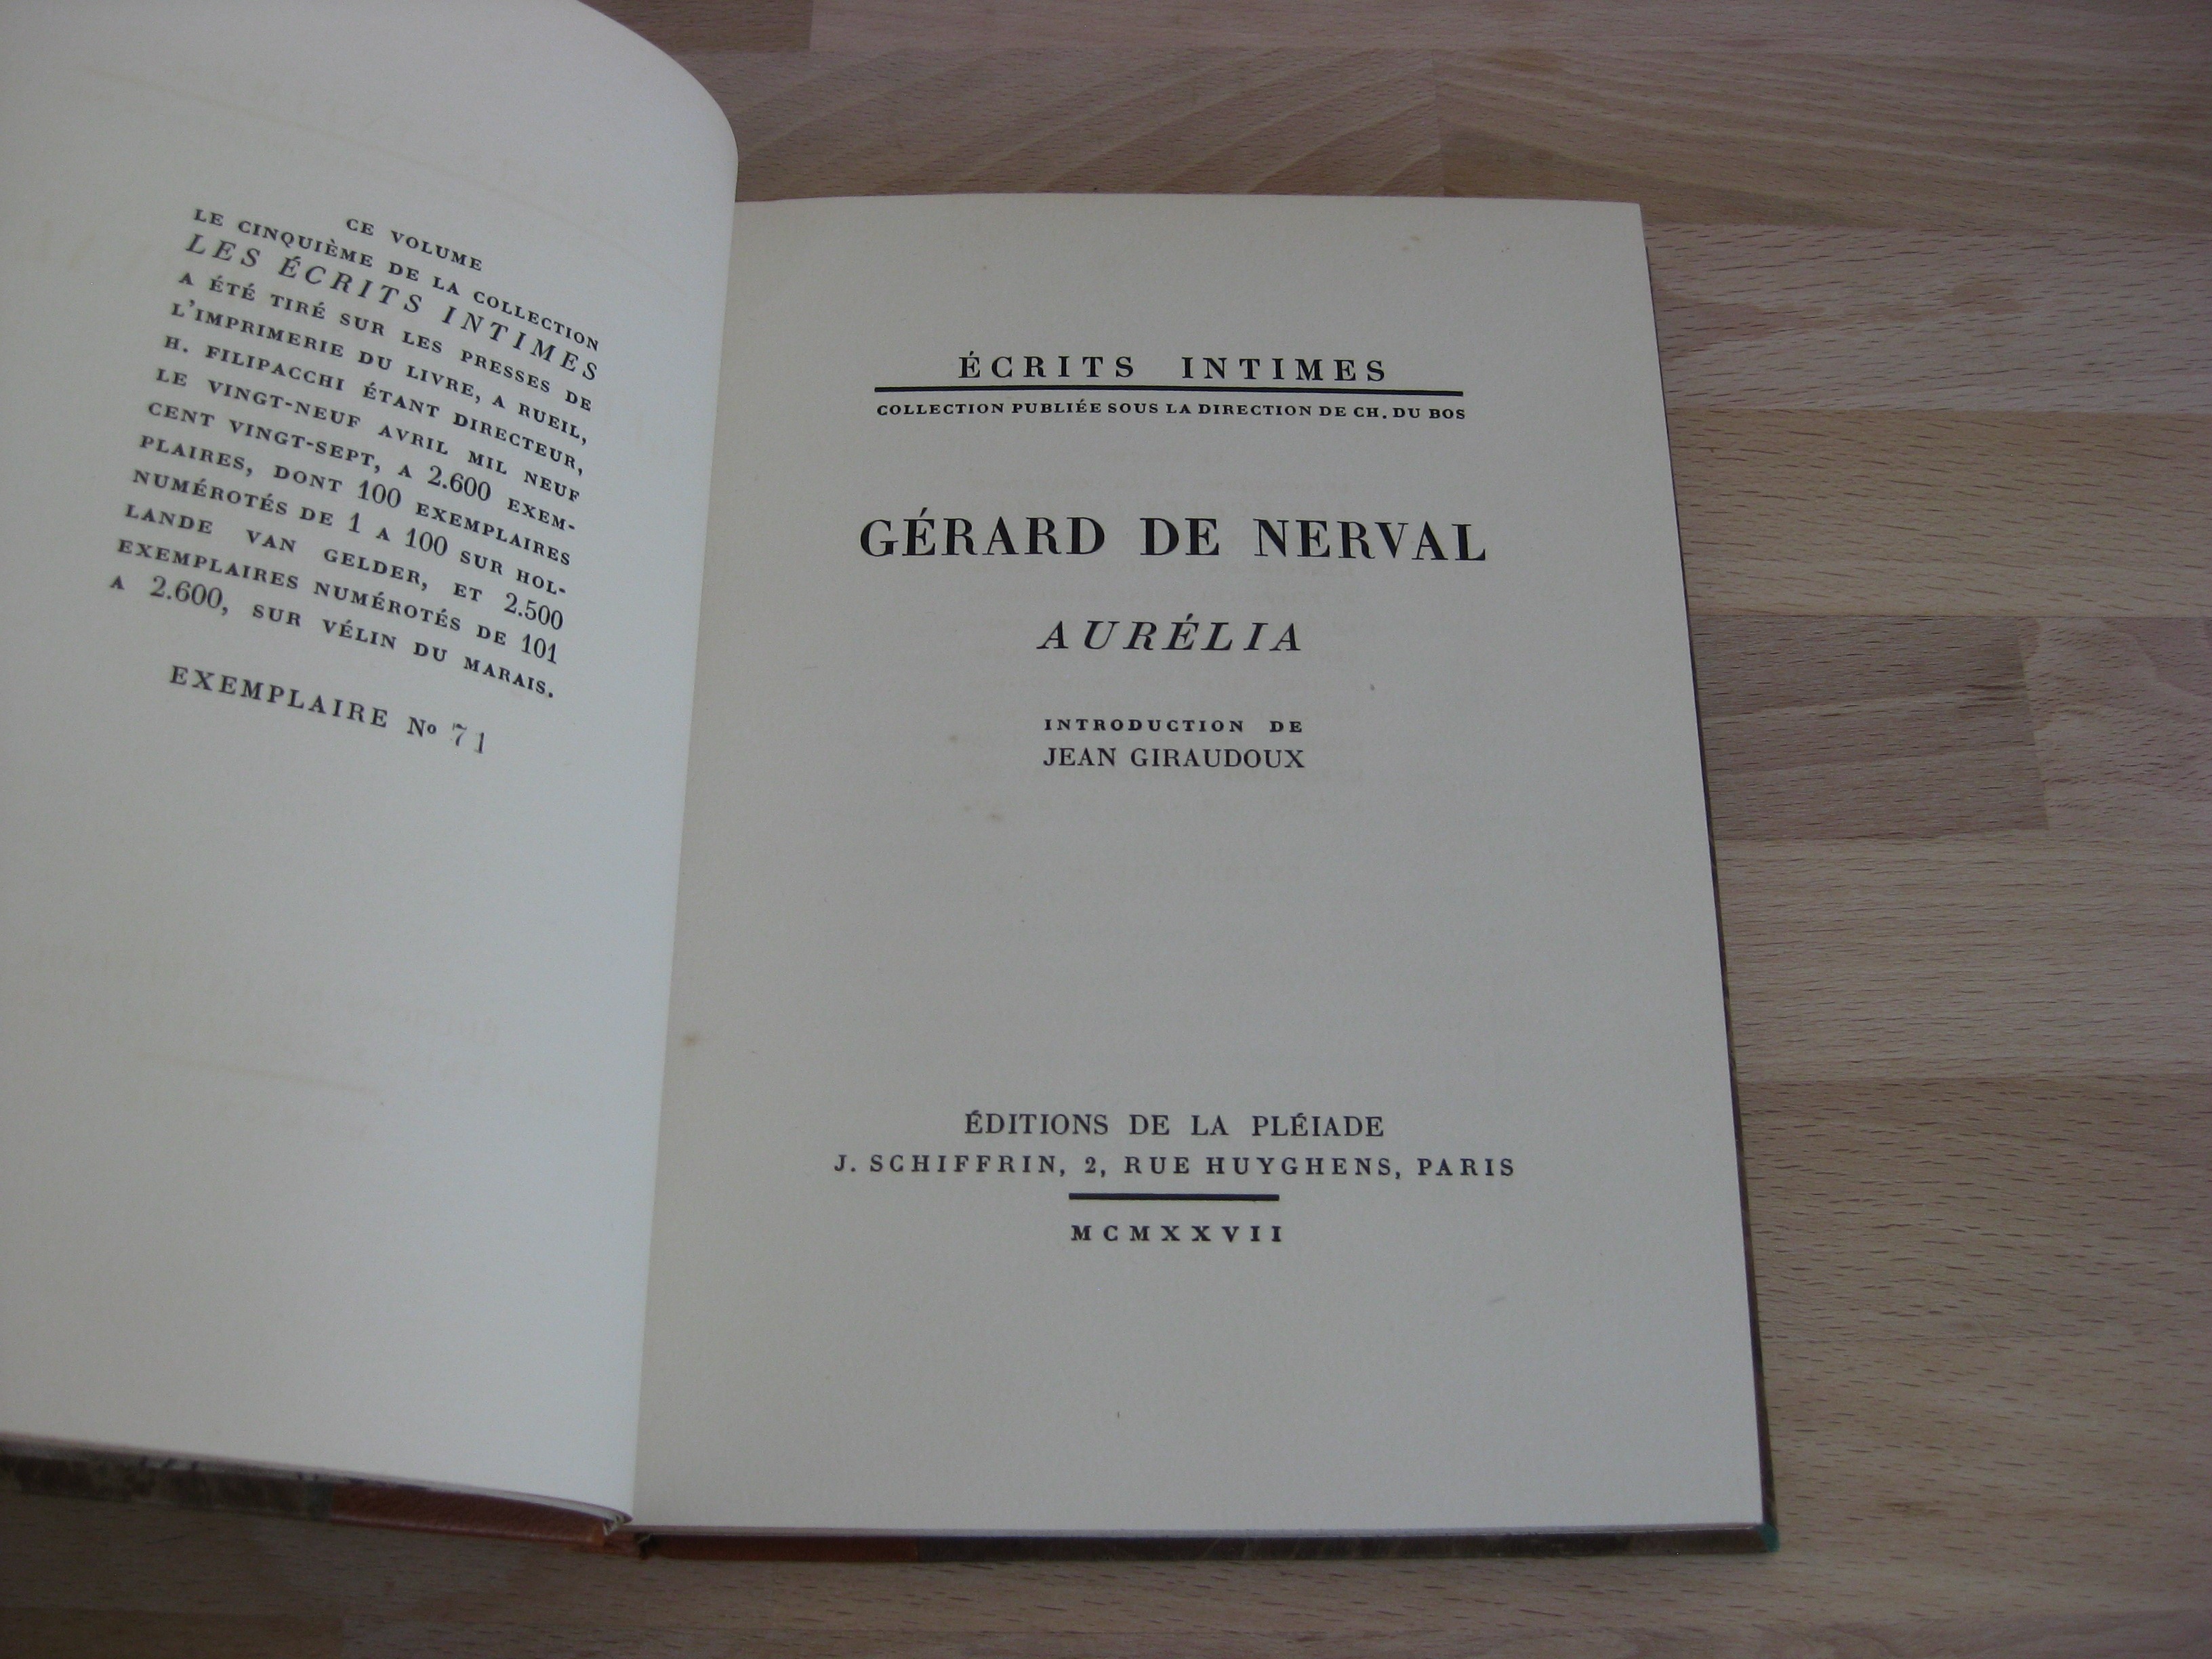 CE VOLUME
LE CINQUIÈME DE LA COLLECTION
LES ÉCRITS INTIMES
A ÉTÉ TIRÉ SUR LES PRESSES DE
L'IMPRIMERIE DU LIVRE, A RUEIL,
H. FILIPACCHI ÉTANT DIRECTEUR,
LE VINGT-NEUF AVRIL MIL NEUF
CENT VINGT-SEPT, A 2.600 EXEM-
PLAIRES, DONT 100 EXEMPLAIRES
NUMÉROTÉS DE 1 A 100 SUR HOL-
LANDE VAN GELDER, ET 2.500
EXEMPLAIRES NUMÉROTÉS DE 101
A 2.600, SUR VÉLIN DU MARAIS.
EXEMPLAIRE No 71
ÉCRITS INTIMES
COLLECTION PUBLIÉE SOUS LA DIRECTION DE CH. DU BOS
GÉRARD DE NERVAL
AURÉLIA
INTRODUCTION DE
JEAN GIRAUDOUX
ÉDITIONS DE LA PLÉIADE
J. SCHIFFRIN, 2, RUE HUYGHENS, PARIS
MCMXXVII